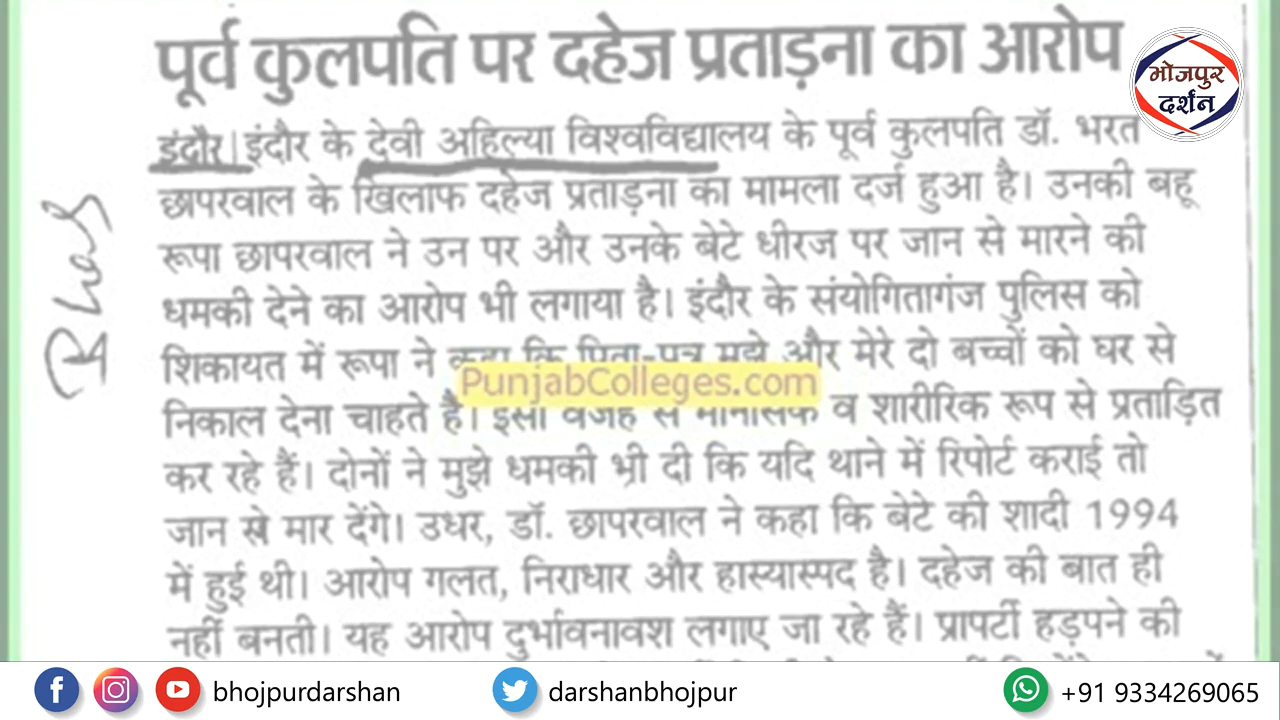 पूर्व कुलपति पर दहेज प्रताड़ना का आरोप
भोजपुर
दर्शन
इंदौर। इंदौर के देवी अहिल्या विश्वविद्यालय के पूर्व कुलपति डॉ. भरत
छापरवाल के खिलाफ दहेज प्रताड़ना का मामला दर्ज हुआ है। उनकी बहू
रूपा छापरवाल ने उन पर और उनके बेटे धीरज पर जान से मारने की
धमकी देने का आरोप भी लगाया है। इंदौर के संयोगितागंज पुलिस को
शिकायत में रूपा ने कहा कि पिता-पुत्र मुझे और मेरे दो बच्चों को घर से
PunjabColleges.com
निकाल देना चाहते हैं। इसी वजह से मानसिक व शारीरिक रूप से प्रताड़ित
कर रहे हैं। दोनों ने मुझे धमकी भी दी कि यदि थाने में रिपोर्ट कराई तो
जान से मार देंगे। उधर, डॉ. छापरवाल ने कहा कि बेटे की शादी 1994
में हुई थी। आरोप गलत, निराधार और हास्यास्पद है। दहेज की बात ही
नहीं बनती। यह आरोप दुर्भावनावश लगाए जा रहे हैं। प्रापर्टी हड़पने की
bhojpurdarshan
darshanbhojpur
+91 9334269065